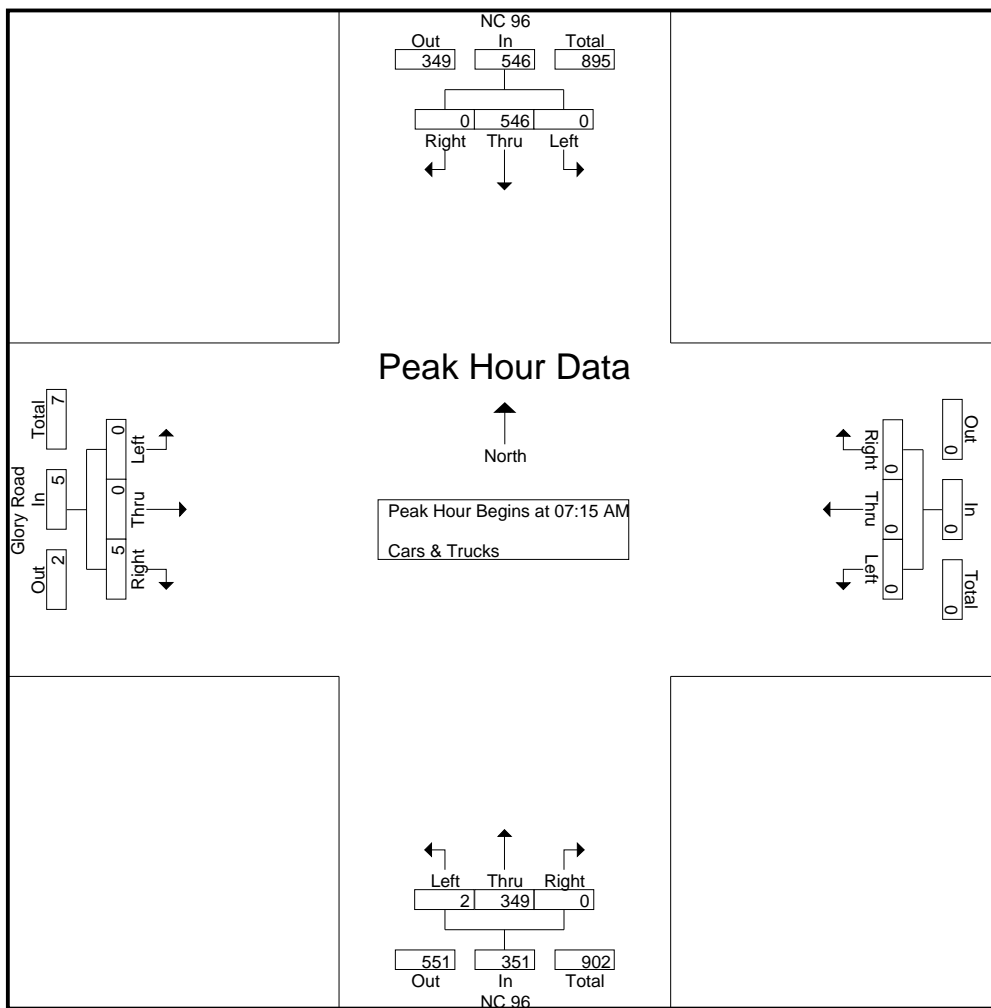 NC 96
Out In Total
349 546 895
0 546 0
Right Thru Left
Peak Hour Data
North
Peak Hour Begins at 07:15 AM
Cars & Trucks
Glory Road
Out In Total
2 5 7
Right Thru Left
5 0 0
Right Thru Left
0 0 0
Out In Total
0 0 0
Left Thru Right
2 349 0
551 351 902
Out In Total
NC 96